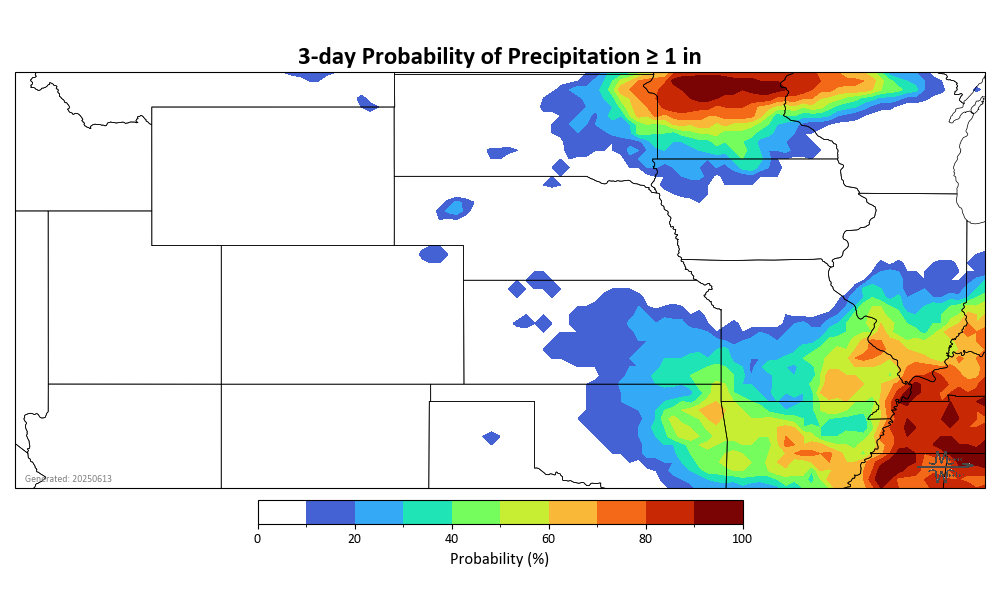 3-day Probability of Precipitation ≥ 1 in
Generated: 20250613
M
W
0 20 40 60 80 100
Probability (%)